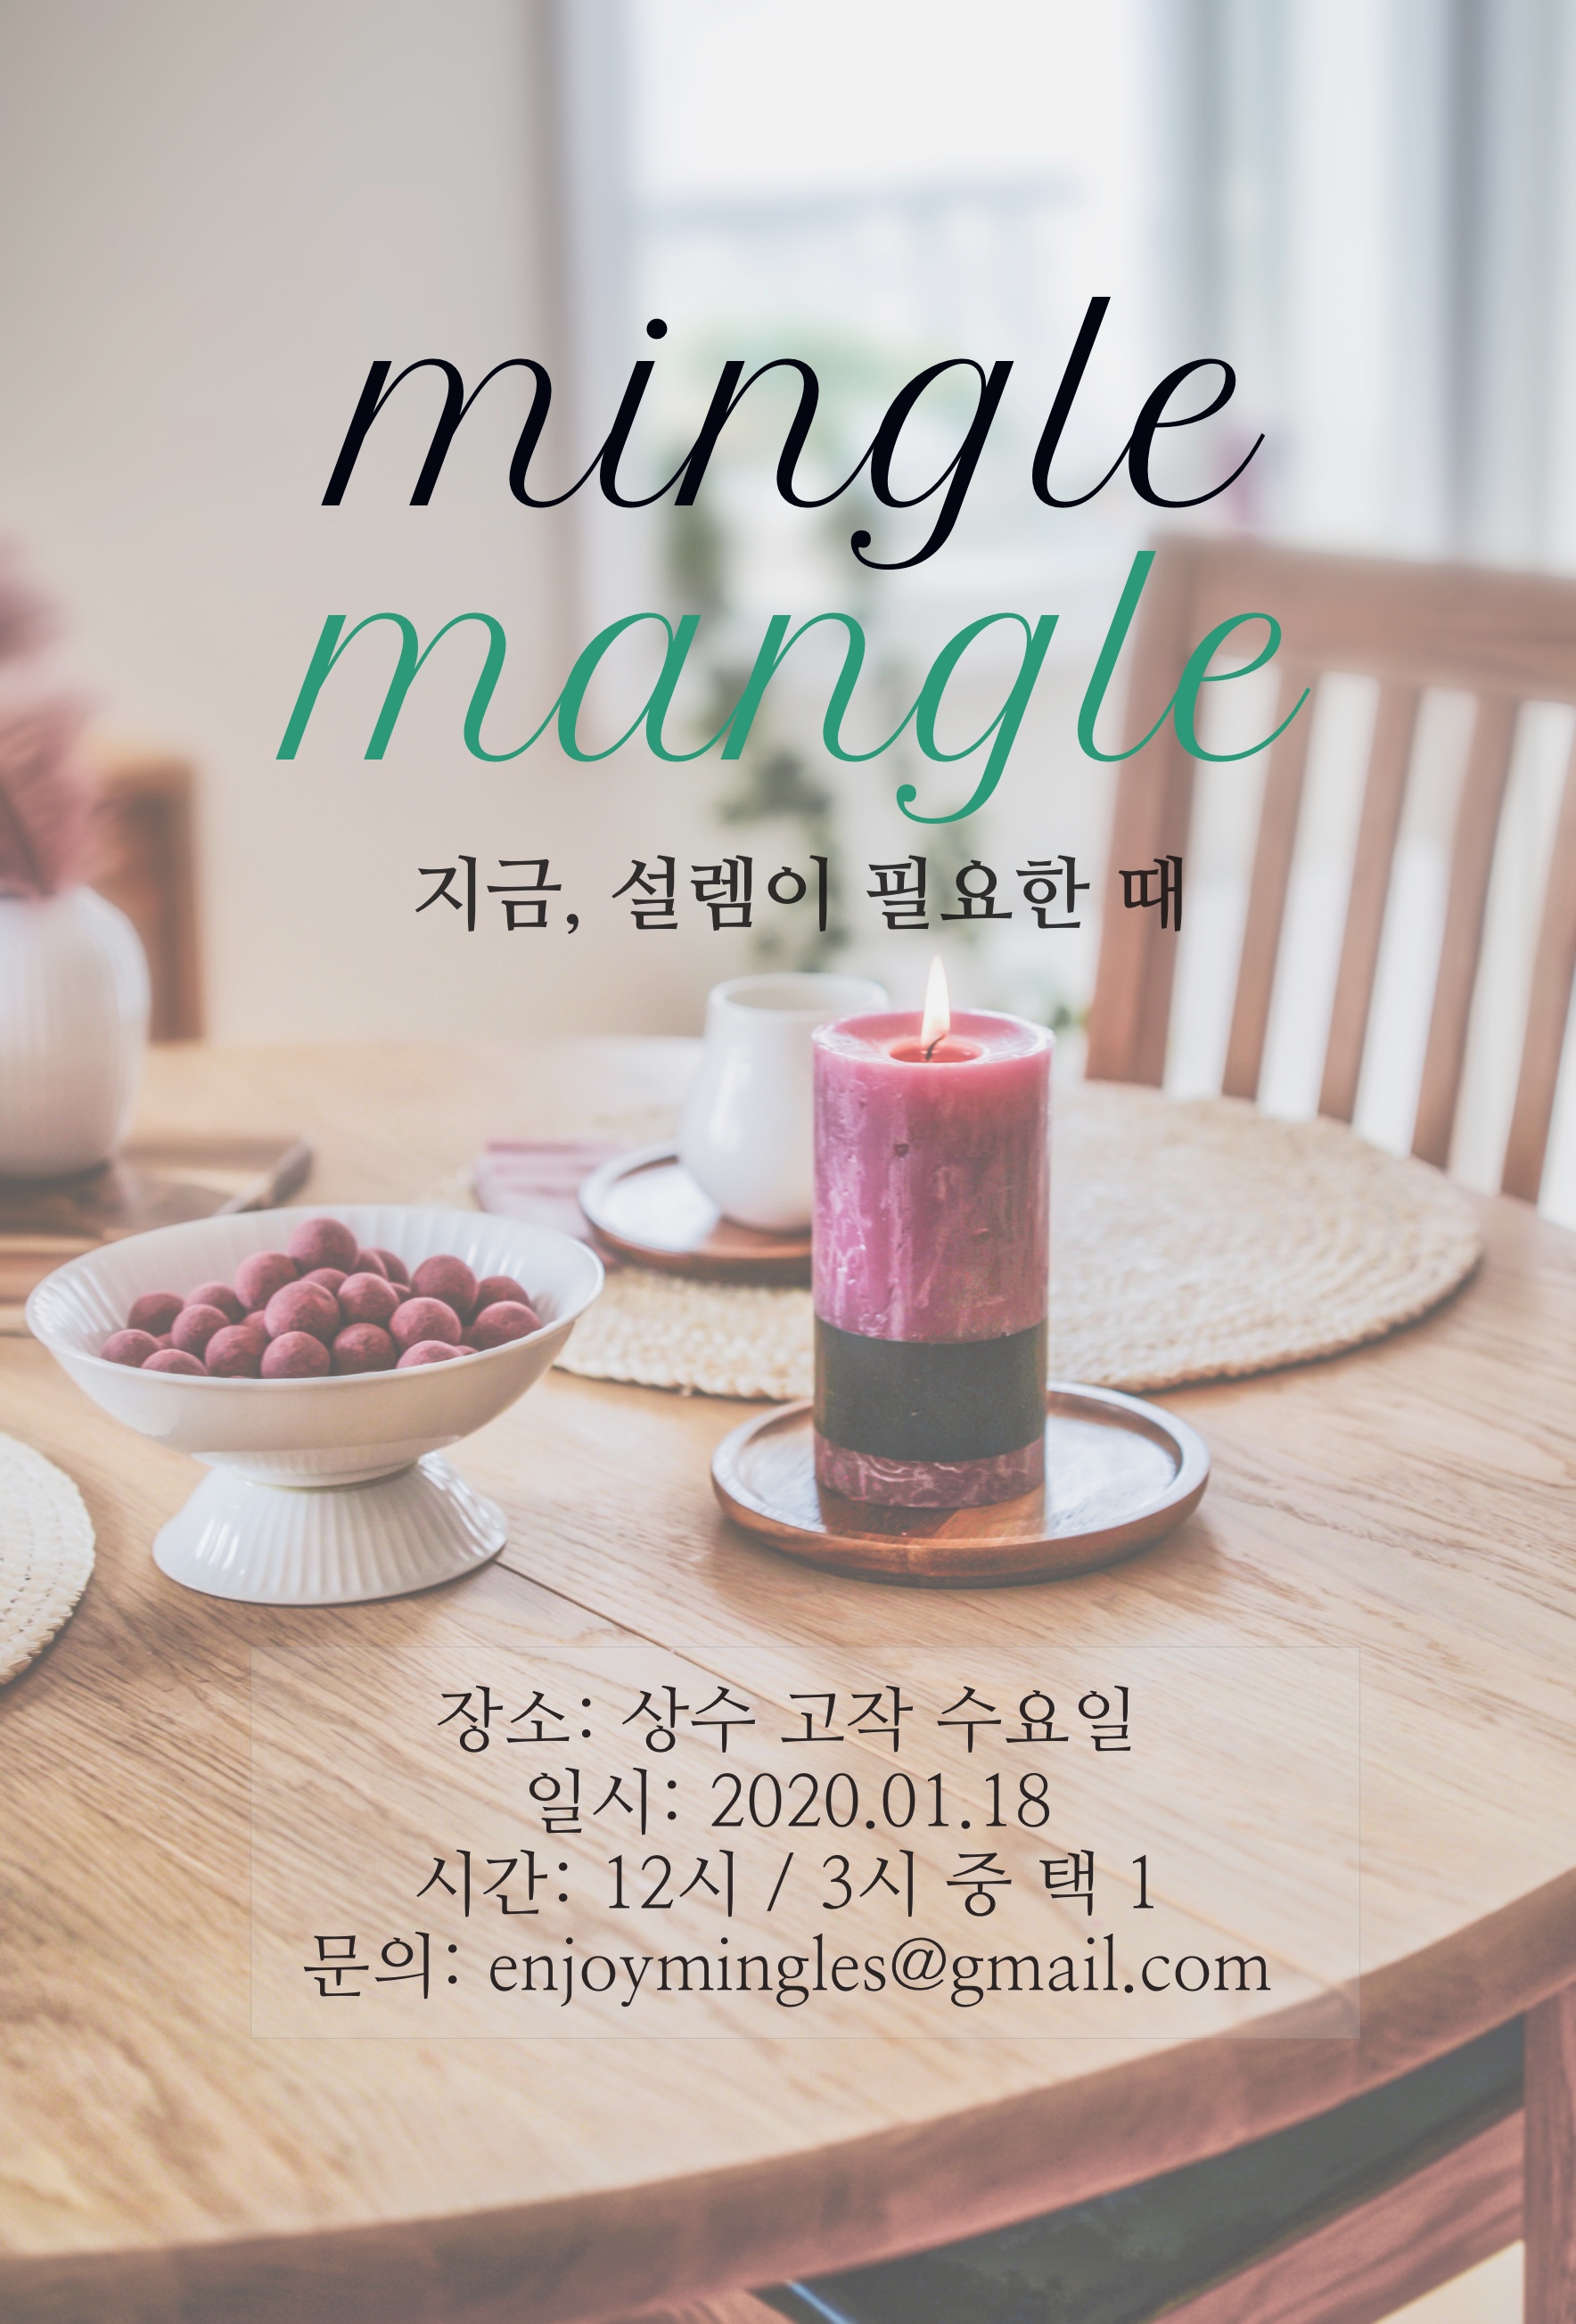 mingle
mangle
지금, 설렘이 필요한 때
장소: 상수 고작 수요일
일시: 2020.01.18
시간: 12시 / 3시 중 택 1
문의: enjoymingles@gmail.com